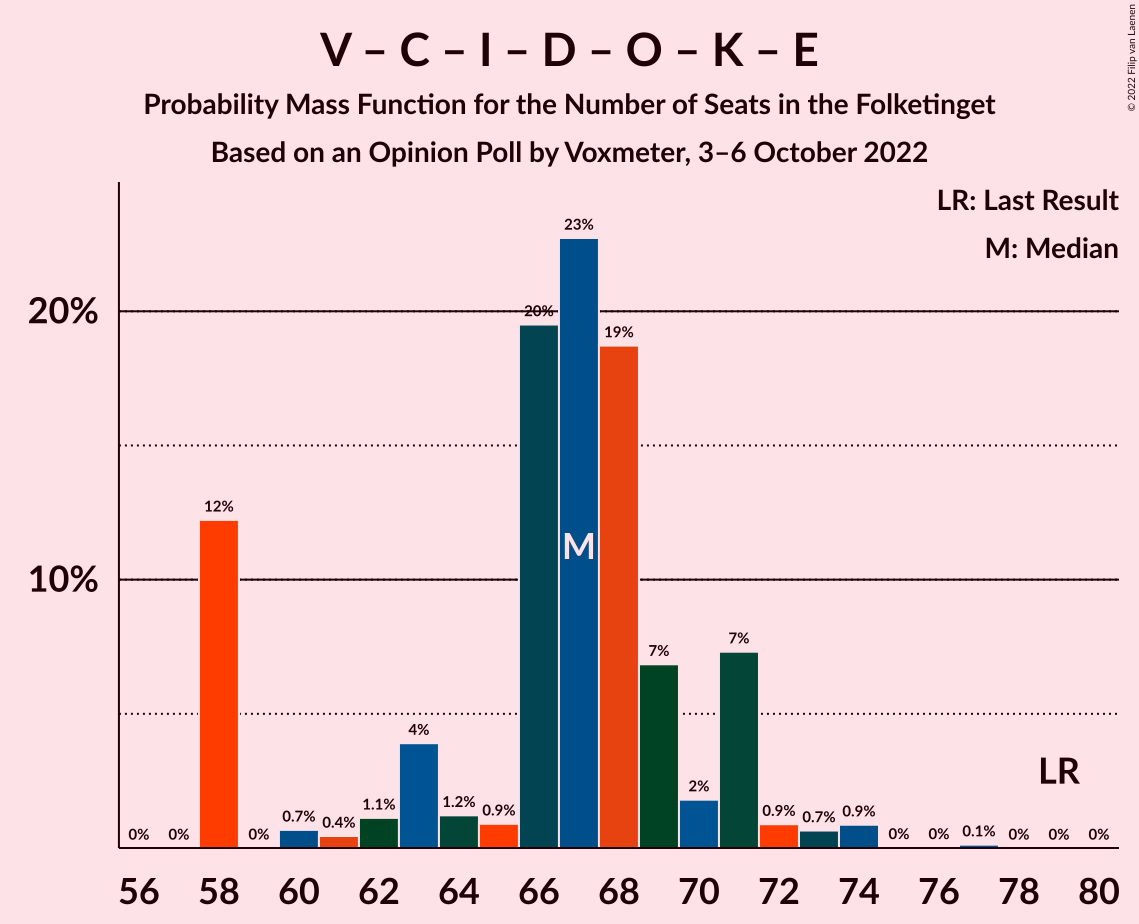 V – C – I – D – O – K – E
Probability Mass Function for the Number of Seats in the Folketinget
Based on an Opinion Poll by Voxmeter, 3–6 October 2022
© 2022 Filip van Laenen
LR: Last Result
M: Median
20%
10%
0% 0% 12% 0% 0.7% 0.4% 1.1% 4% 1.2% 0.9% 20% 23% 19% 7% 2% 7% 0.9% 0.7% 0.9% 0% 0% 0.1% 0% 0% 0%
M
LR
56 58 60 62 64 66 68 70 72 74 76 78 80